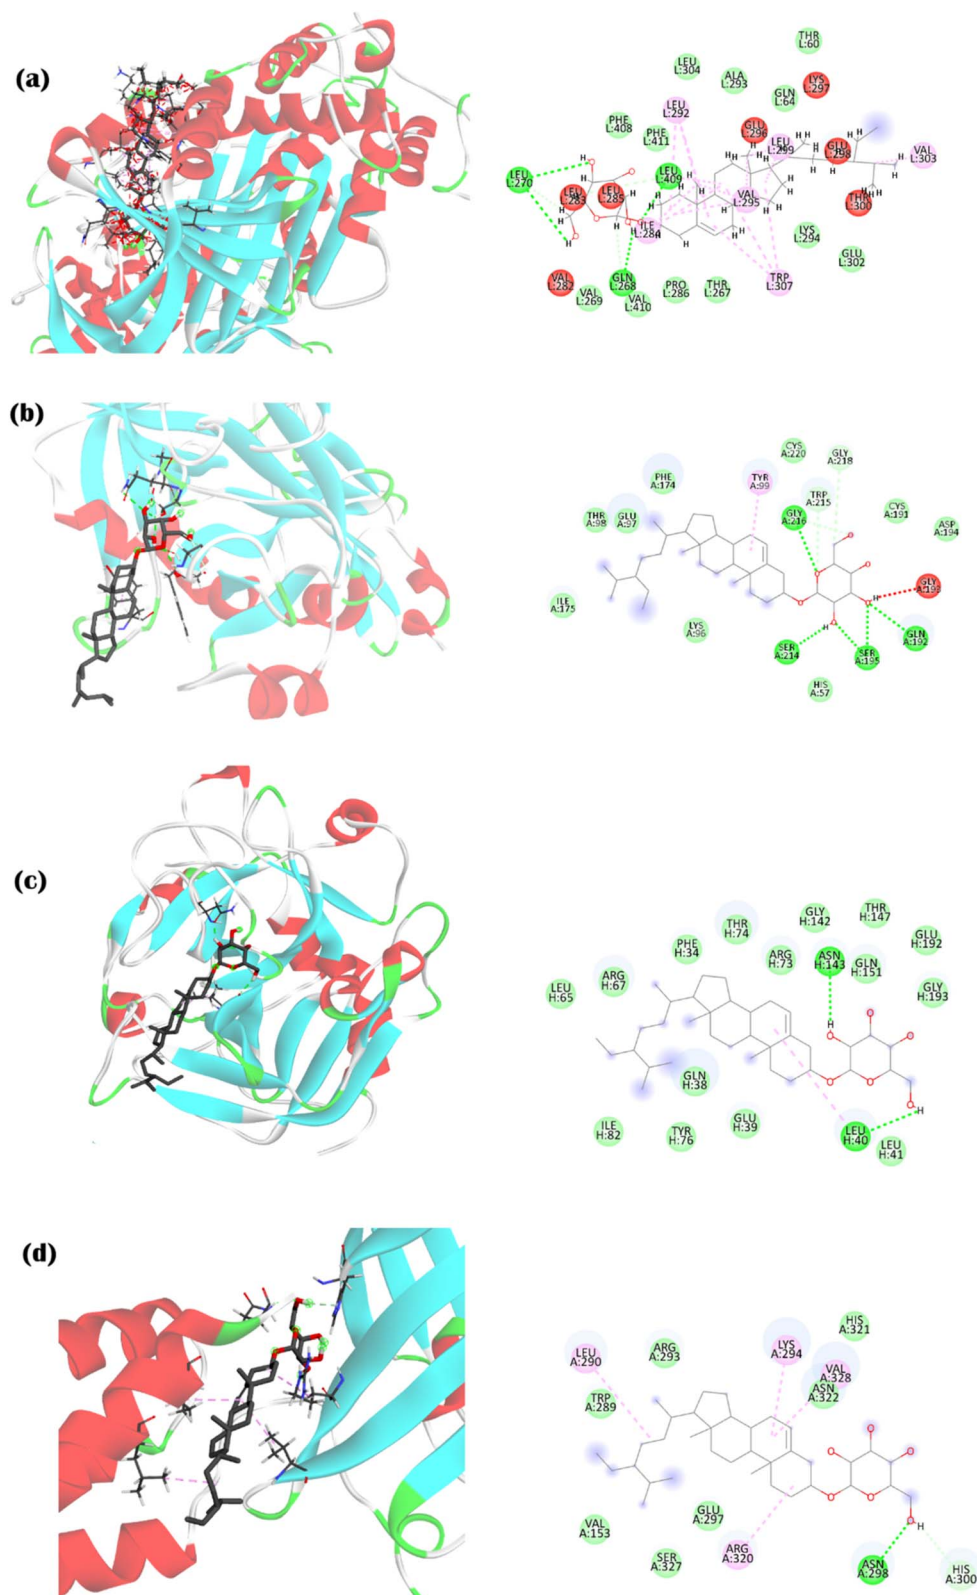 (a)
THR
L:60
LEU
L:304
ALA
L:293
LYS
L:297
GLN
L:64
LEU
L:292
PHE
L:408
PHE
L:411
GLU
L:296
LEU
L:299
GLU
L:298
VAL
L:303
LEU
L:270
LEU
L:409
LEU
L:283
LEU
L:285
VAL
L:295
THR
L:300
ILE
LYS
L:294
GLU
L:302
VAL
L:282
VAL
L:269
GLN
L:268
VAL
L:410
PRO
L:286
THR
L:267
TRP
L:307
(b)
CYS
A:220
GLY
A:218
PHE
A:174
TYR
A:99
TRP
A:215
GLY
A:216
CYS
A:191
ASP
A:194
THR
A:98
GLU
A:97
GLY
A:193
ILE
A:175
LYS
A:96
SER
A:214
SER
A:195
GLN
A:192
HIS
A:57
(c)
THR
H:74
GLY
H:142
THR
H:147
PHE
H:34
ARG
H:73
ASN
H:143
GLN
H:151
GLU
H:192
LEU
H:65
ARG
H:67
GLY
H:193
GLN
H:38
ILE
H:82
TYR
H:76
GLU
H:39
LEU
H:40
LEU
H:41
(d)
HIS
A:321
LEU
A:290
ARG
A:293
LYS
A:294
VAL
A:328
ASN
A:322
TRP
A:289
GLU
A:297
VAL
A:153
SER
A:327
ARG
A:320
ASN
A:298
HIS
A:300